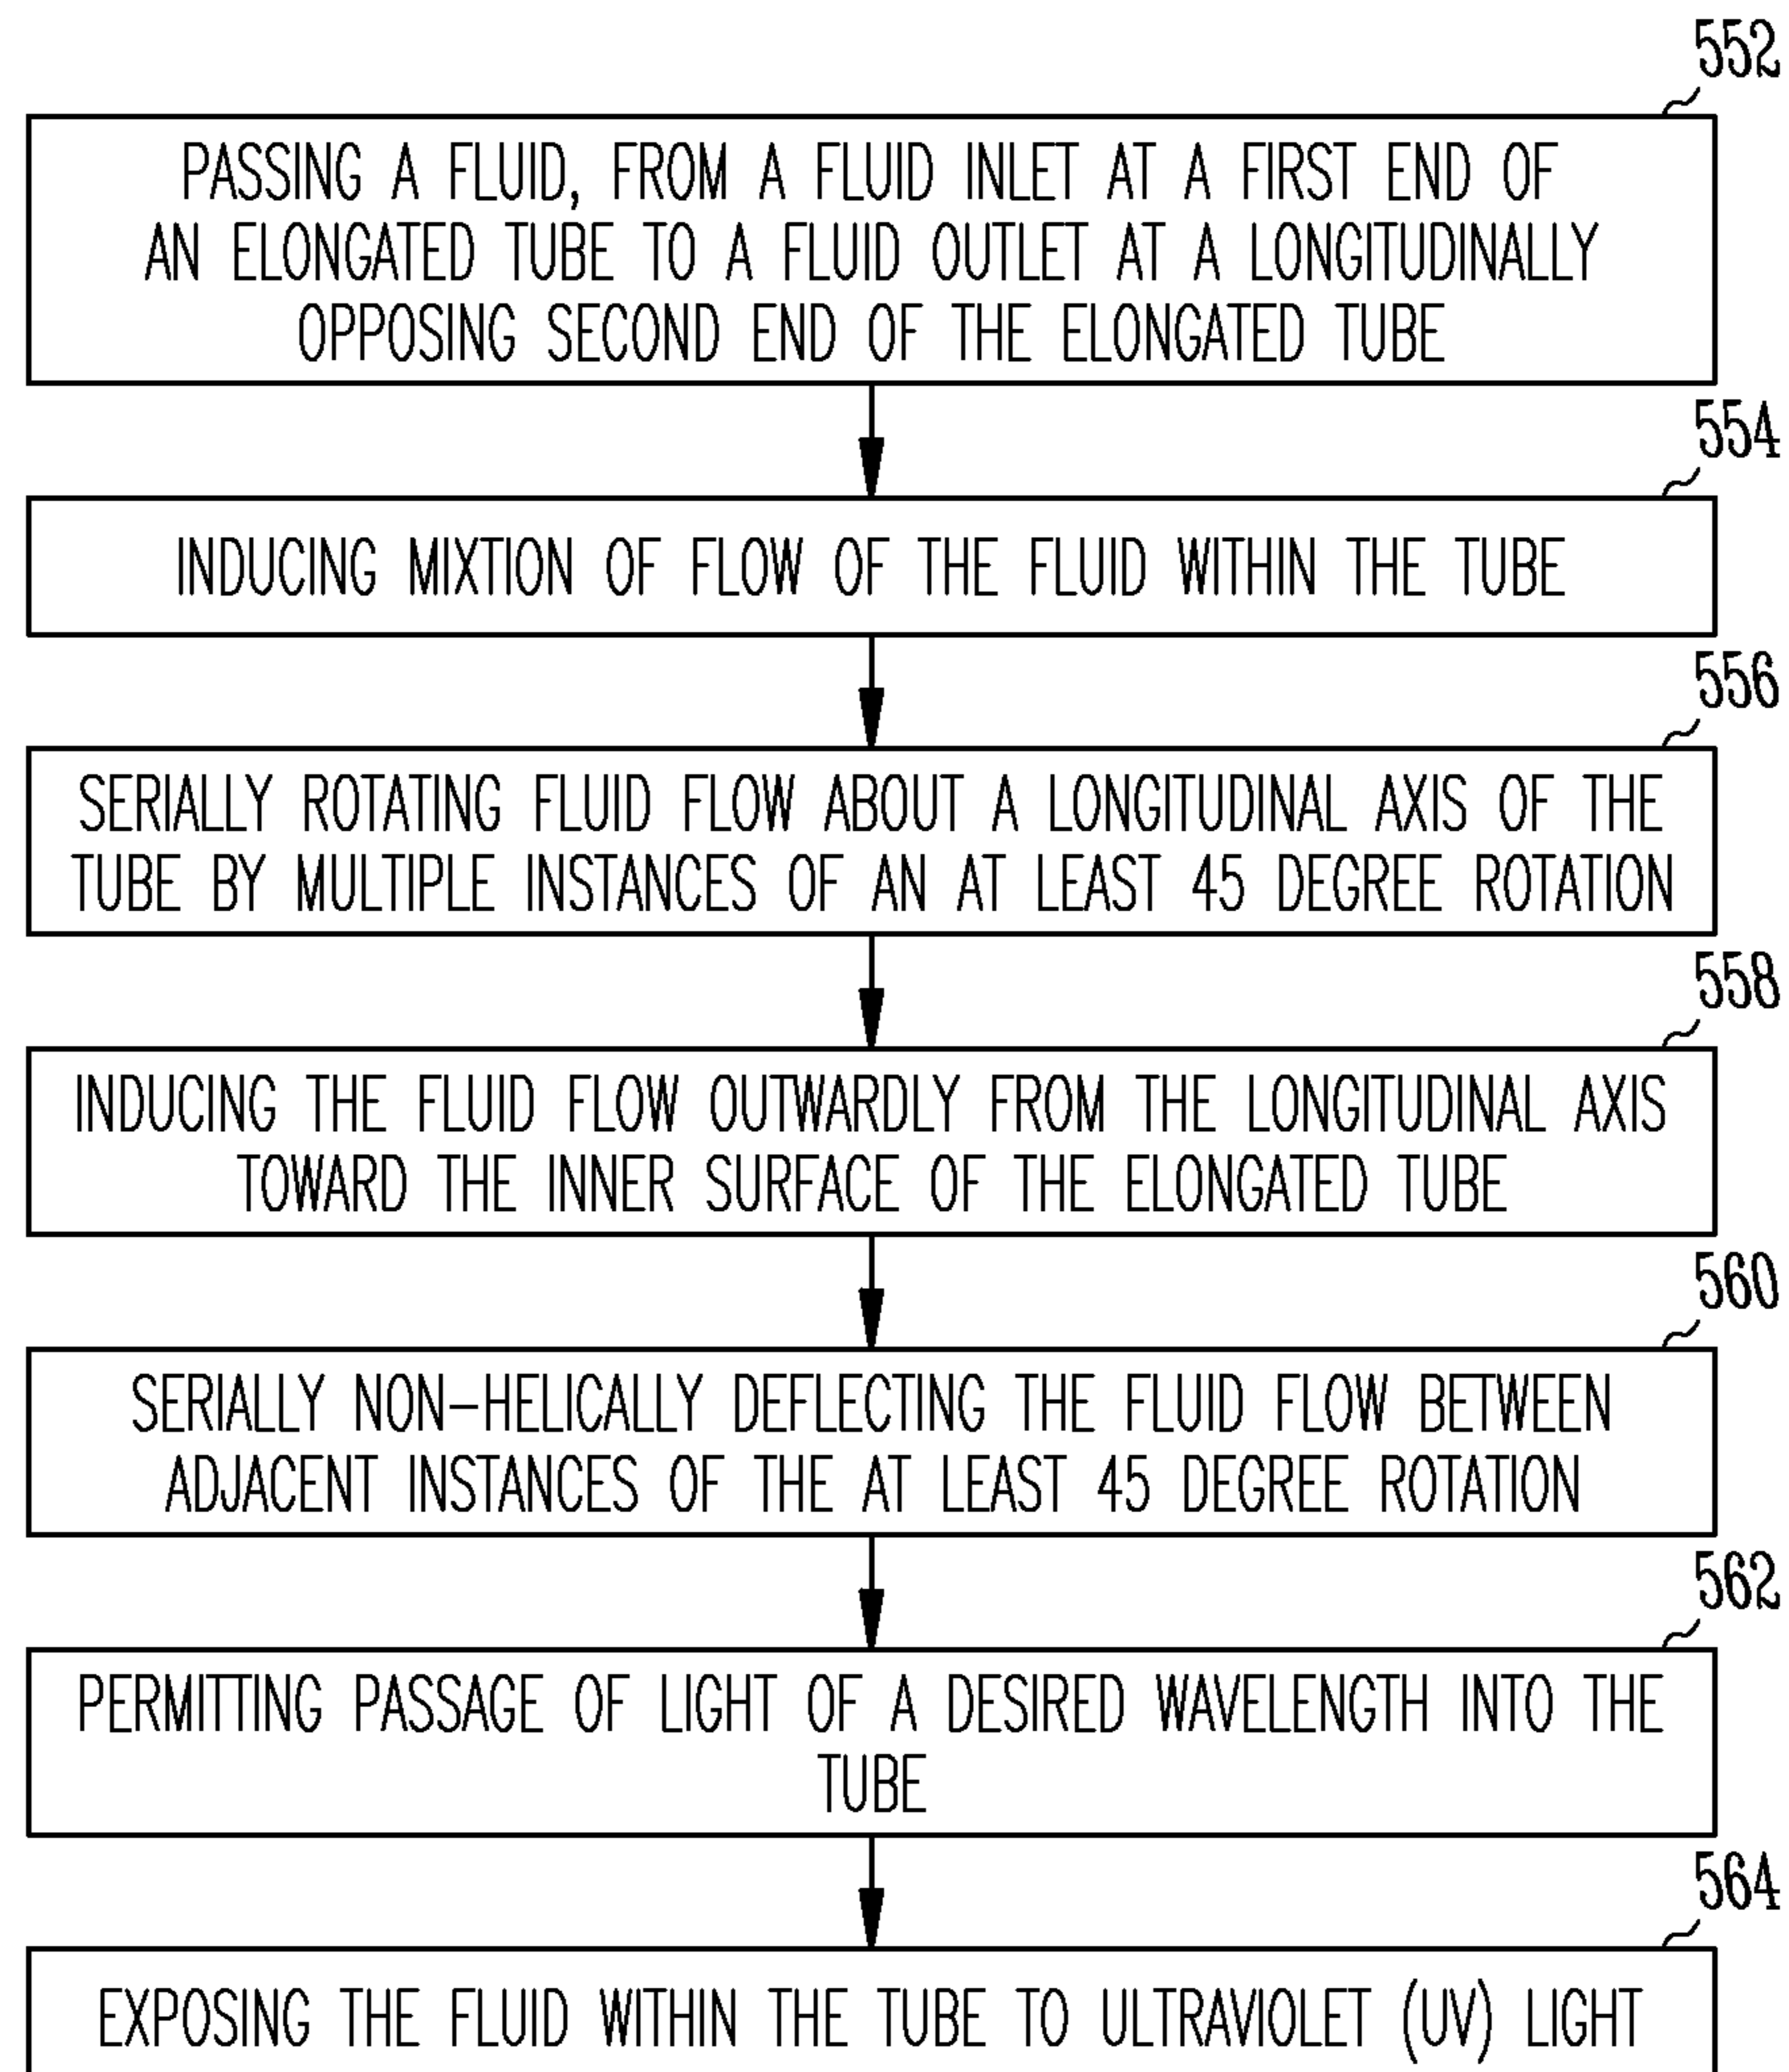 552
PASSING A FLUID, FROM A FLUID INLET AT A FIRST END OF
AN ELONGATED TUBE TO A FLUID OUTLET AT A LONGITUDINALLY
OPPOSING SECOND END OF THE ELONGATED TUBE
554
INDUCING MIXTION OF FLOW OF THE FLUID WITHIN THE TUBE
556
SERIALLY ROTATING FLUID FLOW ABOUT A LONGITUDINAL AXIS OF THE
TUBE BY MULTIPLE INSTANCES OF AN AT LEAST 45 DEGREE ROTATION
558
INDUCING THE FLUID FLOW OUTWARDLY FROM THE LONGITUDINAL AXIS
TOWARD THE INNER SURFACE OF THE ELONGATED TUBE
560
SERIALLY NON-HELICALLY DEFLECTING THE FLUID FLOW BETWEEN
ADJACENT INSTANCES OF THE AT LEAST 45 DEGREE ROTATION
562
PERMITTING PASSAGE OF LIGHT OF A DESIRED WAVELENGTH INTO THE
TUBE
564
EXPOSING THE FLUID WITHIN THE TUBE TO ULTRAVIOLET (UV) LIGHT